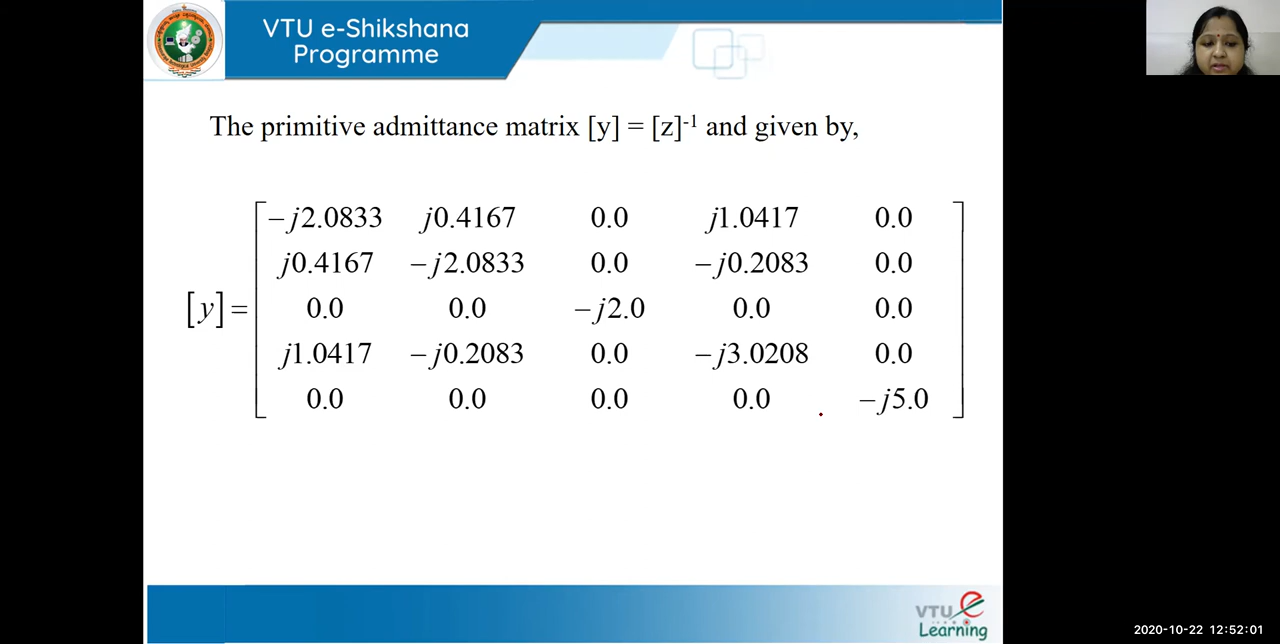 VTU e-Shikshana
Programme
The primitive admittance matrix [y] = [z]-1 and given by,
−j2.0833 j0.4167 0.0 j1.0417 0.0
j0.4167 −j2.0833 0.0 −j0.2083 0.0
[y]= 0.0 0.0 −j2.0 0.0 0.0
j1.0417 −j0.2083 0.0 −j3.0208 0.0
0.0 0.0 0.0 0.0 −j5.0
VTU e
Learning
2020-10-22 12:52:01